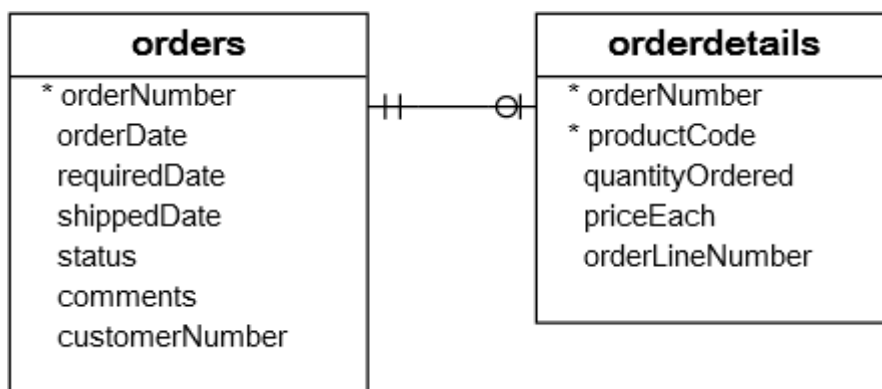 orders
* orderNumber
orderDate
requiredDate
shippedDate
status
comments
customerNumber
orderdetails
* orderNumber
* productCode
quantityOrdered
priceEach
orderLineNumber